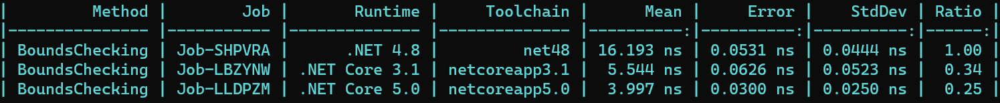 | Method | Job | Runtime | Toolchain | Mean | Error | StdDev | Ratio |
|--------------- |----------- |-------------- |-------------- |----------:|----------:|----------:|------:|
| BoundsChecking | Job-SHPVRA | .NET 4.8 | net48 | 16.193 ns | 0.0531 ns | 0.0444 ns | 1.00 |
| BoundsChecking | Job-LBZYNW | .NET Core 3.1 | netcoreapp3.1 | 5.544 ns | 0.0626 ns | 0.0523 ns | 0.34 |
| BoundsChecking | Job-LLDPZM | .NET Core 5.0 | netcoreapp5.0 | 3.997 ns | 0.0300 ns | 0.0250 ns | 0.25 |